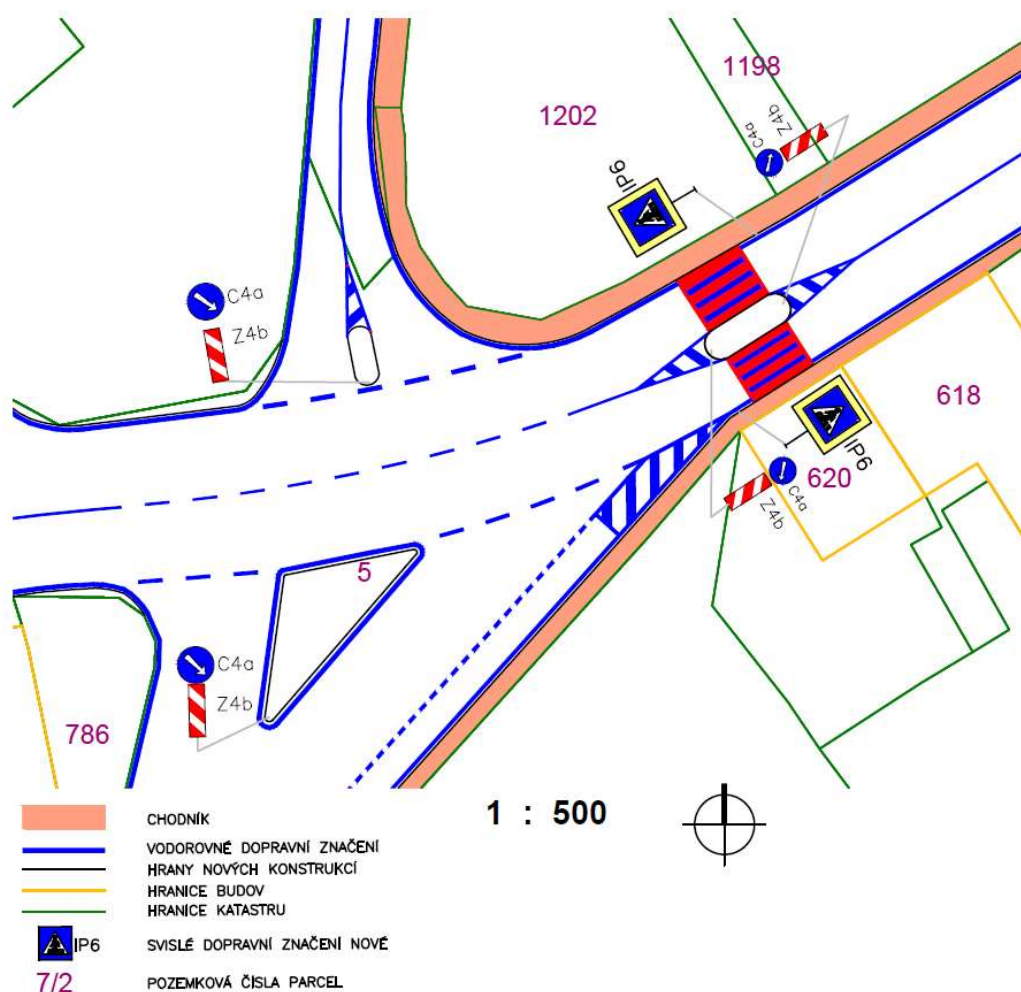 1198
1202
C4a
Z4b
IP6
C4a
Z4b
618
IP6
620
C4a
Z4b
5
C4a
Z4b
786
1 : 500
CHODNÍK
VODOROVNÉ DOPRAVNÍ ZNAČENÍ
HRANY NOVÝCH KONSTRUKCÍ
HRANICE BUDOV
HRANICE KATASTRU
IP6 SVISLÉ DOPRAVNÍ ZNAČENÍ NOVÉ
7/2 POZEMKOVÁ ČÍSLA PARCEL